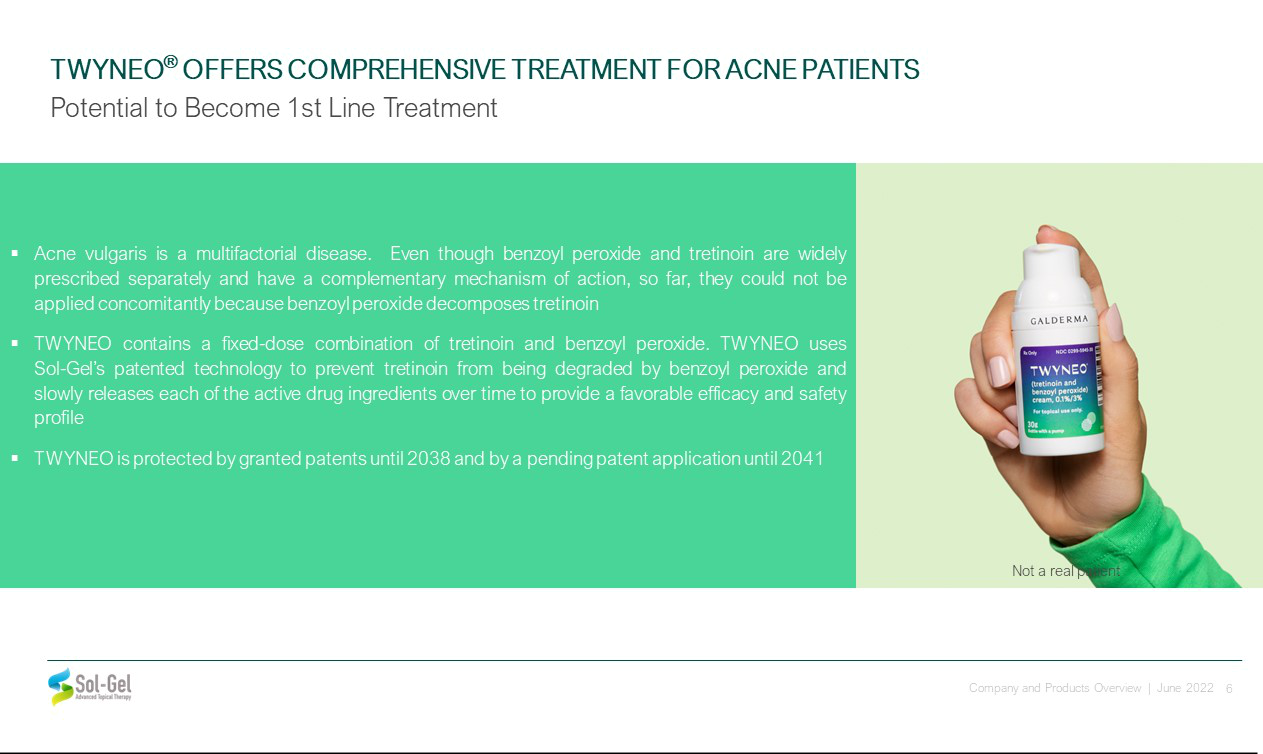 TWYNEO® OFFERS COMPREHENSIVE TREATMENT FOR ACNE PATIENTS
Potential to Become 1st Line Treatment
▪ Acne vulgaris is a multifactorial disease. Even though benzoyl peroxide and tretinoin are widely
prescribed separately and have a complementary mechanism of action, so far, they could not be
applied concomitantly because benzoyl peroxide decomposes tretinoin
▪ TWYNEO contains a fixed-dose combination of tretinoin and benzoyl peroxide. TWYNEO uses
Sol-Gel's patented technology to prevent tretinoin from being degraded by benzoyl peroxide and
slowly releases each of the active drug ingredients over time to provide a favorable efficacy and safety
profile
▪ TWYNEO is protected by granted patents until 2038 and by a pending patent application until 2041
GALDERMA
Rx Only
TWYNEO
(tretinoin and
benzoyl peroxide)
cream, 0.1%/3%
For topical use only.
30g
Bottle with a pump
Not a real patient
Sol-Gel
Advanced Topical Therapy
Company and Products Overview | June 2022 6